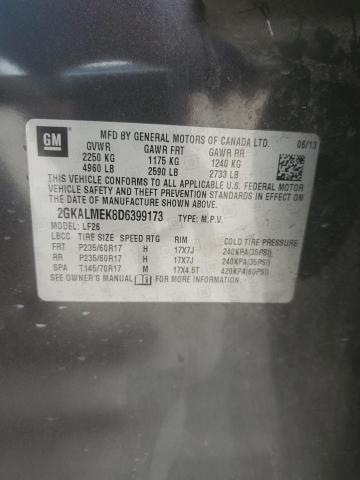 GM
MFD BY GENERAL MOTORS OF CANADA LTD. 06/13
GVWR GAWR FRT GAWR RR
2250 KG 1175 KG 1240 KG
4960 LB 2590 LB 2733 LB
THIS VEHICLE CONFORMS TO ALL APPLICABLE U.S. FEDERAL MOTOR
VEHICLE SAFETY AND THEFT PREVENTION STANDARDS IN EFFECT ON
THE DATE OF MANUFACTURE SHOWN ABOVE.
2GKALMEK8D6399173 TYPE: M.P.V.
MODEL: LF26
LBCC TIRE SIZE SPEED RTG RIM COLD TIRE PRESSURE
FRT P235/60R17 H 17X7J 240KPA(35PSI)
RR P235/60R17 H 17X7J 240KPA(35PSI)
SPA T145/70R17 M 17X4.5T 420KPA(60PSI)
SEE OWNER'S MANUAL FOR MORE INFORMATION